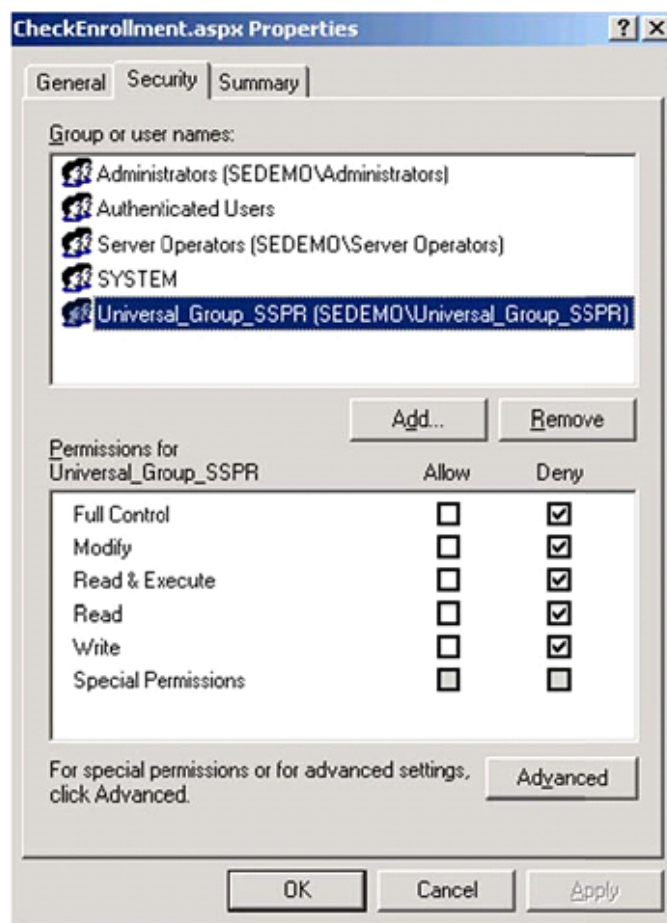 CheckEnrollment.aspx Properties
General Security Summary
Group or user names:
Administrators (SEDEMO\Administrators)
Authenticated Users
Server Operators (SEDEMO\Server Operators)
SYSTEM
Universal_Group_SSPR (SEDEMO\Universal_Group_SSPR)
Add... Remove
Permissions for
Universal_Group_SSPR Allow Deny
Full Control
Modify
Read & Execute
Read
Write
Special Permissions
For special permissions or for advanced settings,
click Advanced.
Advanced
OK Cancel Apply